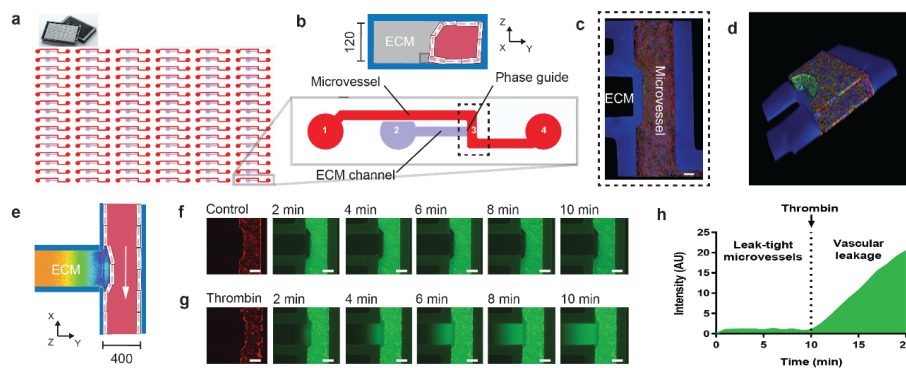 a
b
120
ECM
Z
X
Y
Microvessel
Phase guide
1
2
3
4
ECM channel
c
ECM
Microvessel
d
e
ECM
X
Z
Y
400
f
Control
2 min
4 min
6 min
8 min
10 min
g
Thrombin
2 min
4 min
6 min
8 min
10 min
h
Thrombin
Intensity (AU)
25
20
15
10
5
0
Leak-tight
microvessels
Vascular
leakage
0
5
10
15
20
Time (min)